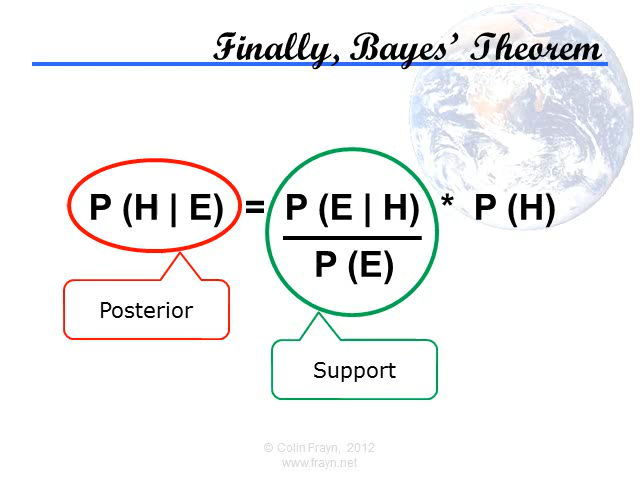 Finally, Bayes' Theorem
P (H | E) = P (E | H) * P (H)
P (E)
Posterior
Support
© Colin Frayn, 2012
www.frayn.net